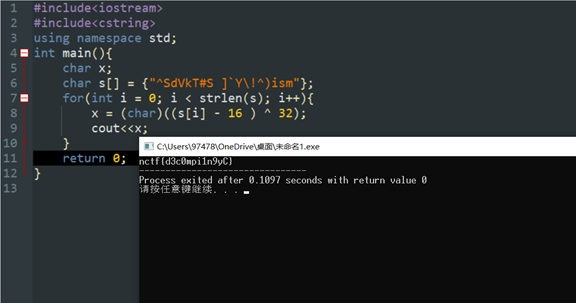 1 #include<iostream>
2 #include<cstring>
3 using namespace std;
4 int main(){
5 char x;
6 char s[] = {"^SdVkT#S ]`Y\!^)ism"};
7 for(int i = 0; i < strlen(s); i++){
8 x = (char)((s[i] - 16 ) ^ 32);
9 cout<<x;
10 }
11 return 0;
12 }
13
C:\Users\97478\OneDrive\桌面\未命名1.exe
nctf{d3c0mpi1n9yC}
--------------------------------
Process exited after 0.1097 seconds with return value 0
请按任意键继续. . .